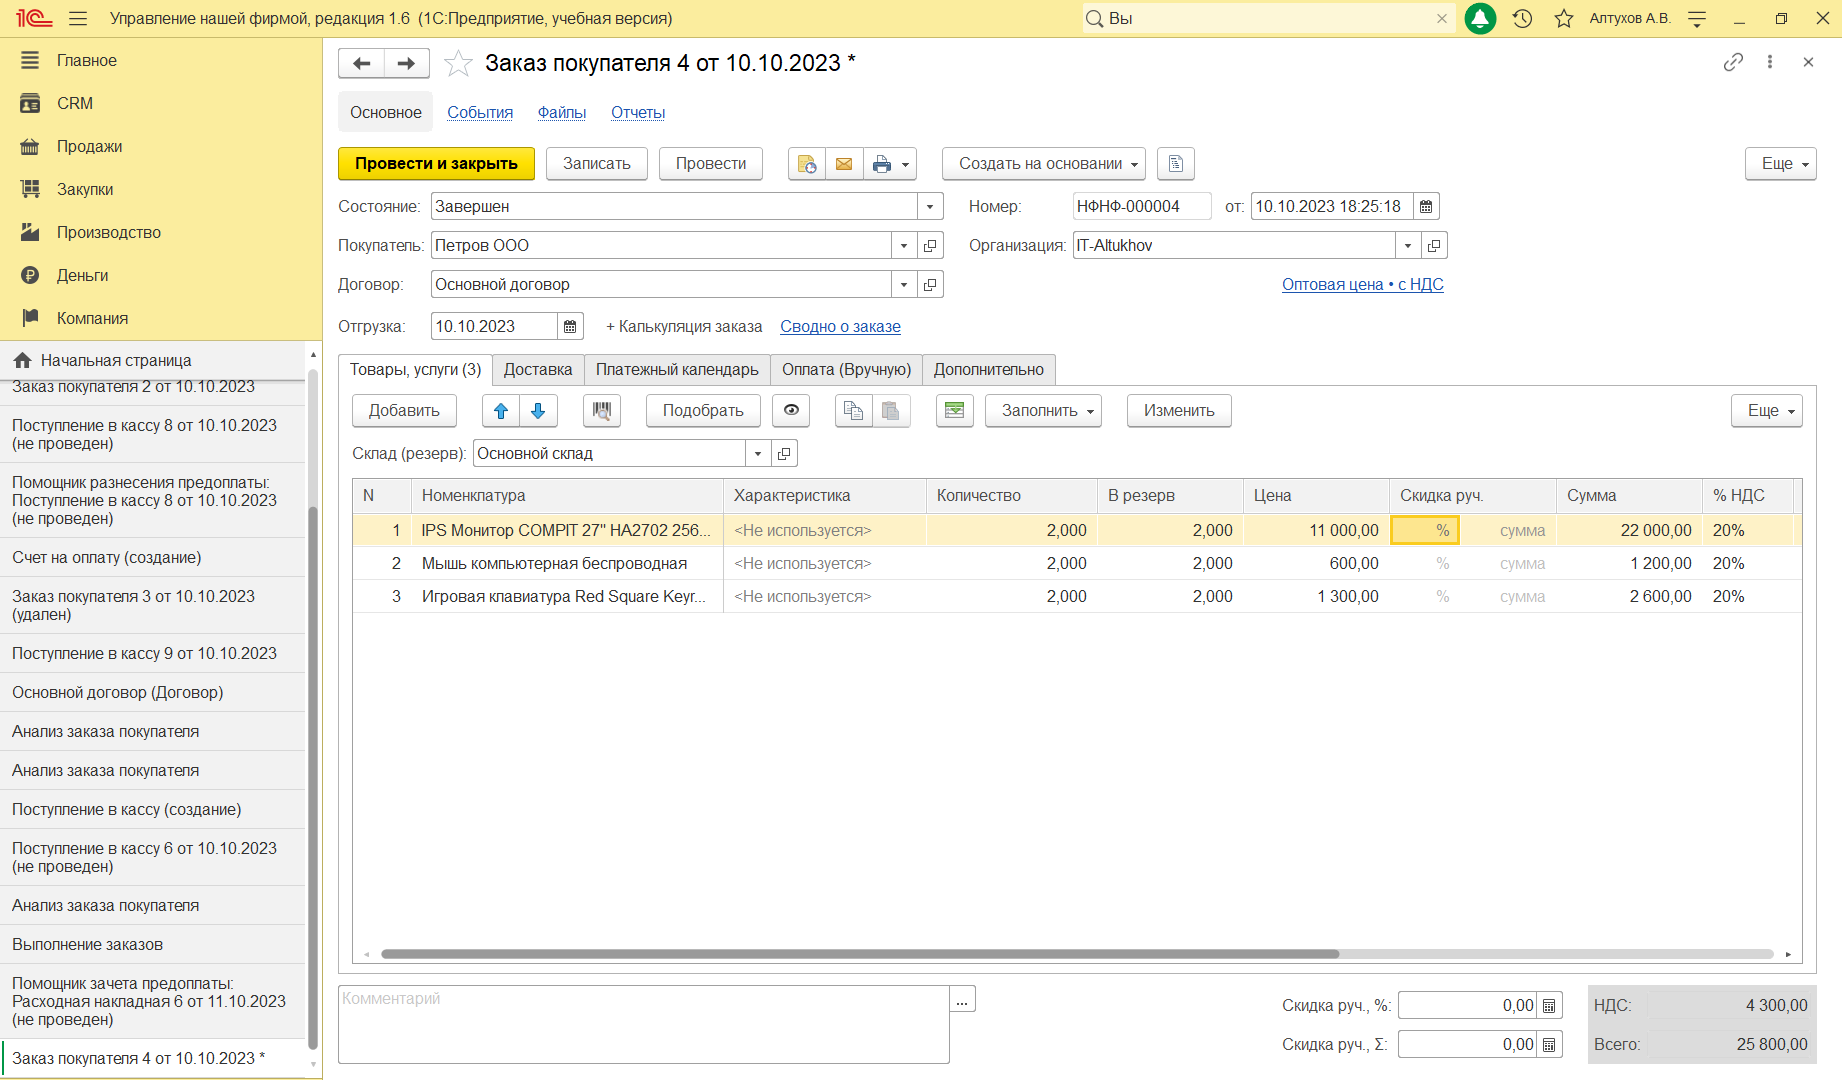 Управление нашей фирмой, редакция 1.6 (1С:Предприятие, учебная версия)
Вы
Алтухов А.В.
Главное
CRM
Продажи
Закупки
Производство
Деньги
Компания
Начальная страница
Заказ покупателя 2 от 10.10.2023
Поступление в кассу 8 от 10.10.2023
(не проведен)
Помощник разнесения предоплаты:
Поступление в кассу 8 от 10.10.2023
(не проведен)
Счет на оплату (создание)
Заказ покупателя 3 от 10.10.2023
(удален)
Поступление в кассу 9 от 10.10.2023
Основной договор (Договор)
Анализ заказа покупателя
Анализ заказа покупателя
Поступление в кассу (создание)
Поступление в кассу 6 от 10.10.2023
(не проведен)
Анализ заказа покупателя
Выполнение заказов
Помощник зачета предоплаты:
Расходная накладная 6 от 11.10.2023
(не проведен)
Заказ покупателя 4 от 10.10.2023 *
Заказ покупателя 4 от 10.10.2023 *
Основное События Файлы Отчеты
Провести и закрыть Записать Провести Создать на основании Еще
Состояние: Завершен Номер: НФНФ-000004 от: 10.10.2023 18:25:18
Покупатель: Петров ООО Организация: IT-Altukhov
Договор: Основной договор Оптовая цена • с НДС
Отгрузка: 10.10.2023 + Калькуляция заказа Сводно о заказе
Товары, услуги (3) Доставка Платежный календарь Оплата (Вручную) Дополнительно
Добавить Подобрать Заполнить Изменить Еще
Склад (резерв): Основной склад
N Номенклатура Характеристика Количество В резерв Цена Скидка руч. Сумма % НДС
1 IPS Монитор COMPIT 27" HA2702 256... <Не используется> 2,000 2,000 11 000,00 % сумма 22 000,00 20%
2 Мышь компьютерная беспроводная <Не используется> 2,000 2,000 600,00 % сумма 1 200,00 20%
3 Игровая клавиатура Red Square Keyr... <Не используется> 2,000 2,000 1 300,00 % сумма 2 600,00 20%
Комментарий ...
Скидка руч., %: 0,00 НДС: 4 300,00
Скидка руч., Σ: 0,00 Всего: 25 800,00